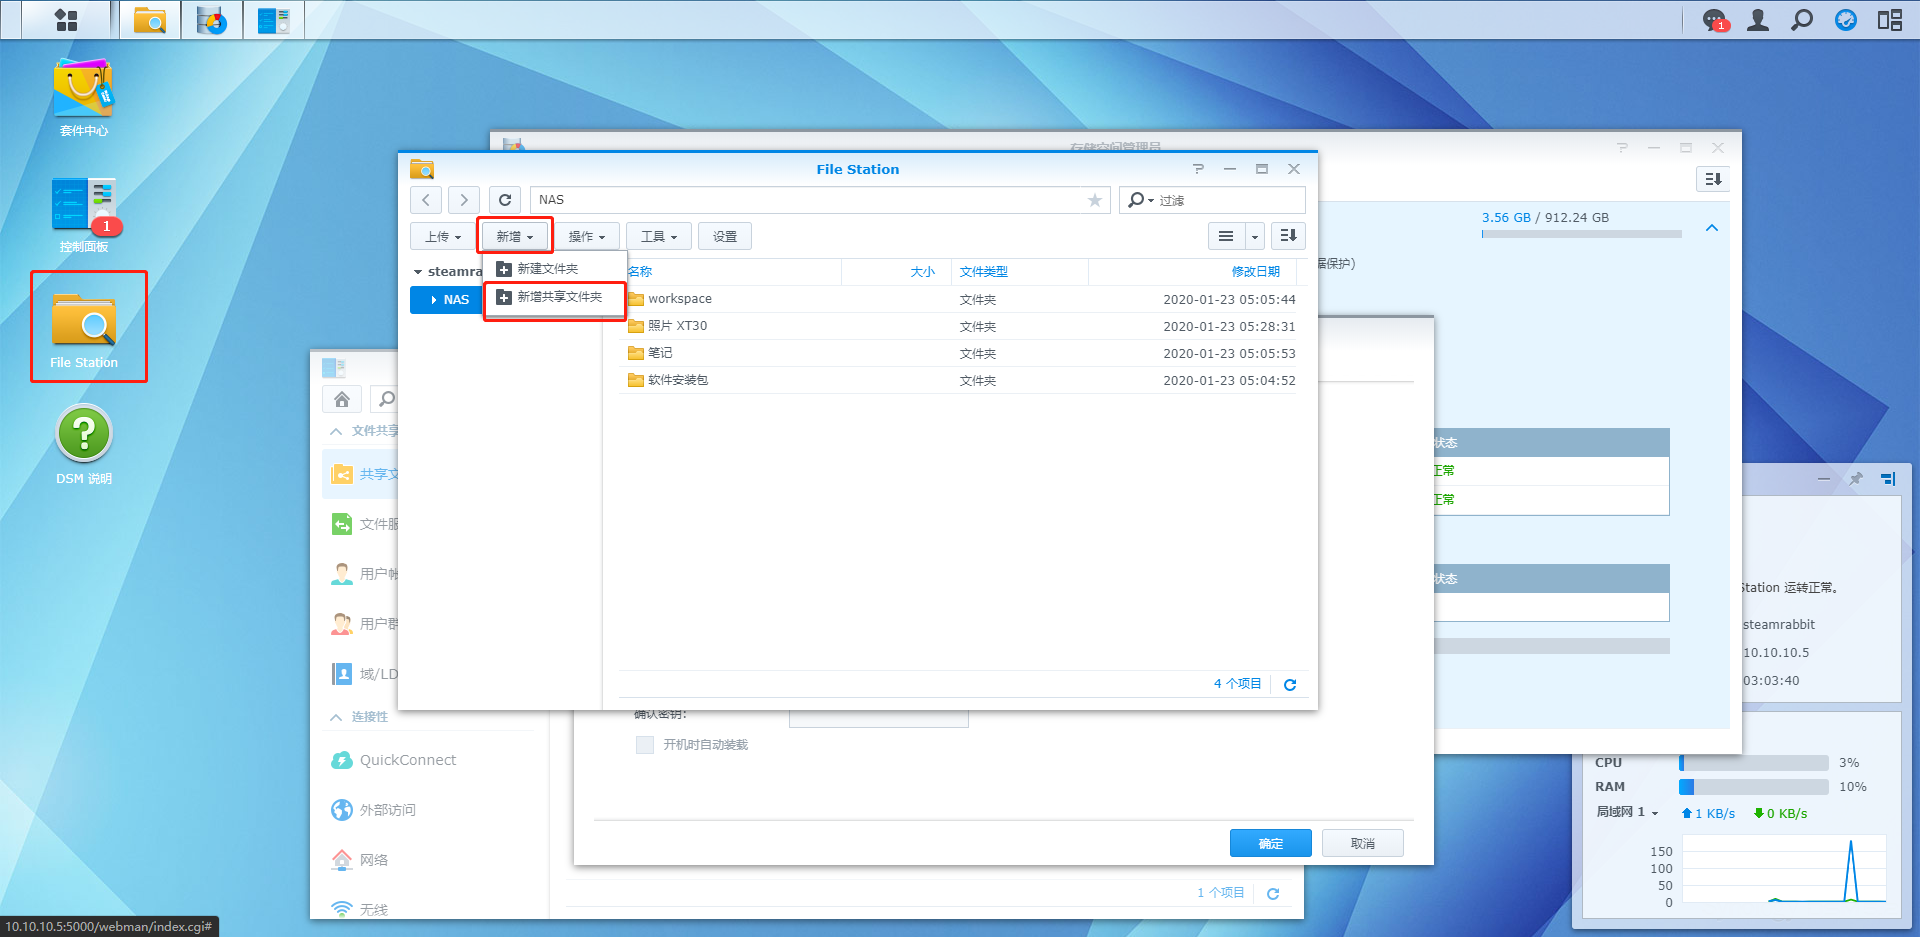 1
套件中心
控制面板
1
File Station
DSM 说明
存储空间管理员
3.56 GB / 912.24 GB
据保护)
状态
正常
正常
状态
File Station
NAS
过滤
上传
新增
操作
工具
设置
新建文件夹
新增共享文件夹
steamra
NAS
名称
大小
文件类型
修改日期
workspace
文件夹
2020-01-23 05:05:44
照片 XT30
文件夹
2020-01-23 05:28:31
笔记
文件夹
2020-01-23 05:05:53
软件安装包
文件夹
2020-01-23 05:04:52
4 个项目
文件共享
共享文
文件服
用户帐
用户群
域/LD
连接性
QuickConnect
外部访问
网络
无线
确认密钥:
开机时自动装载
确定
取消
1 个项目
Station 运转正常。
steamrabbit
10.10.10.5
03:03:40
CPU
3%
RAM
10%
局域网 1
1 KB/s
0 KB/s
150
100
50
0
10.10.10.5:5000/webman/index.cgi#